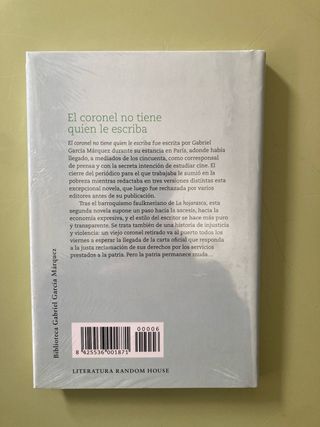 El coronel no tiene
quien le escriba
El coronel no tiene quien le escriba fue escrita por Gabriel
García Márquez durante su estancia en París, adonde había
llegado, a mediados de los cincuenta, como corresponsal
de prensa y con la secreta intención de estudiar cine. El
cierre del periódico para el que trabajaba le sumió en la
pobreza mientras redactaba en tres versiones distintas esta
excepcional novela, que luego fue rechazada por varios
editores antes de su publicación.
Tras el barroquismo faulkneriano de La hojarasca, esta
segunda novela supone un paso hacia la ascesis, hacia la
economía expresiva, y el estilo del escritor se hace más puro
y transparente. Se trata también de una historia de injusticia
y violencia: un viejo coronel retirado va al puerto todos los
viernes a esperar la llegada de la carta oficial que responda
a la justa reclamación de sus derechos por los servicios
prestados a la patria. Pero la patria permanece muda...
Biblioteca Gabriel García Márquez
00006
8 425536 001871
LITERATURA RANDOM HOUSE